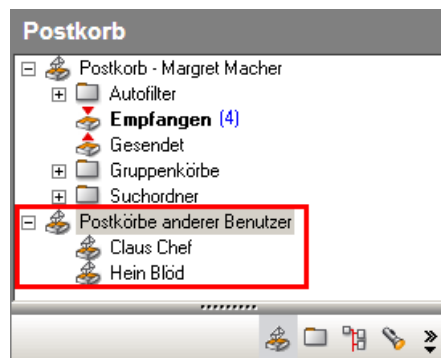 Postkorb
Postkorb - Margret Macher
Autofilter
Empfangen (4)
Gesendet
Gruppenkörbe
Suchordner
Postkörbe anderer Benutzer
Claus Chef
Hein Blöd